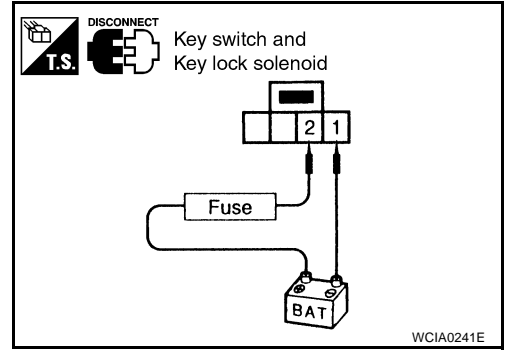 DISCONNECT
T.S.
Key switch and
Key lock solenoid
2 1
Fuse
BAT
WCIA0241E